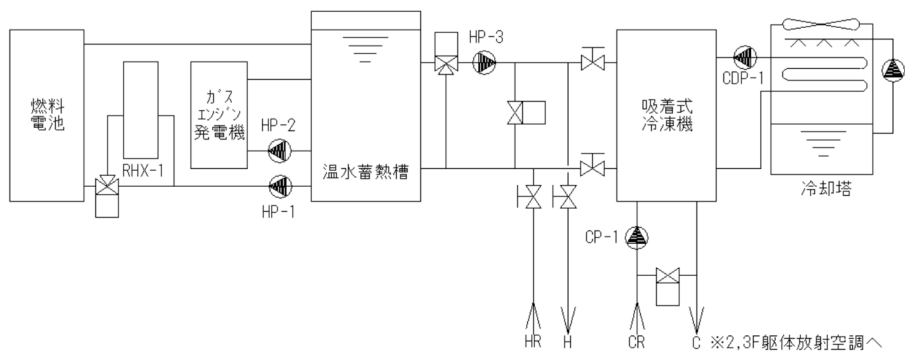 HP-3
CDP-1
燃料
電池
ガス
エンジン
発電機
吸着式
冷凍機
HP-2
RHX-1
温水蓄熱槽
冷却塔
HP-1
CP-1
HR
H
CR
C ※2,3F躯体放射空調へ